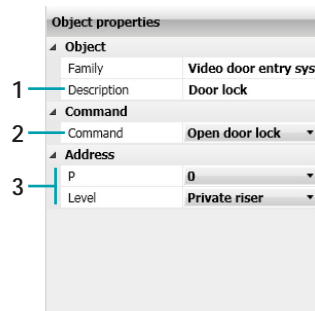 Object properties
Object
Family Video door entry sys
1 Description Door lock
Command
2 Command Open door lock
Address
3
P 0
Level Private riser